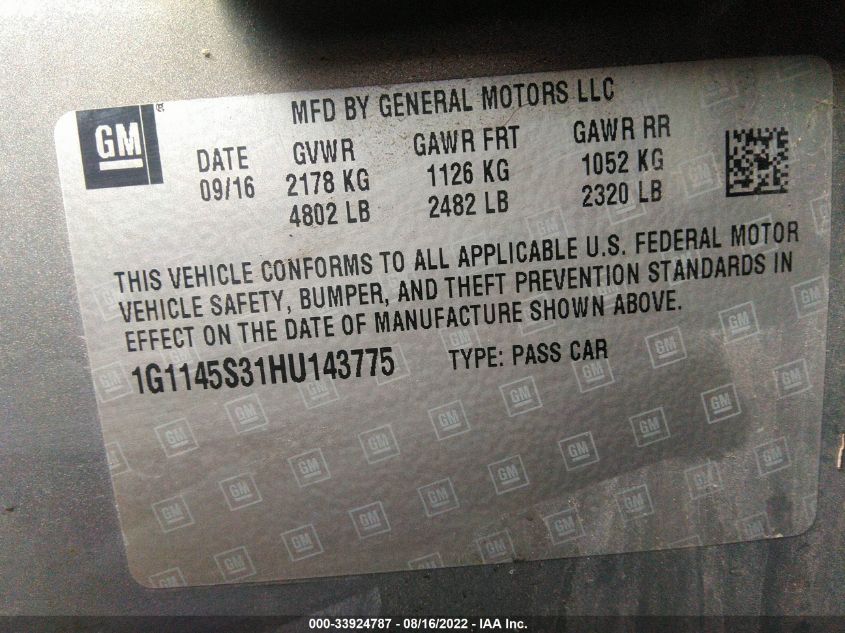 GM ®
MFD BY GENERAL MOTORS LLC
DATE GVWR GAWR FRT GAWR RR
09/16 2178 KG 1126 KG 1052 KG
4802 LB 2482 LB 2320 LB
THIS VEHICLE CONFORMS TO ALL APPLICABLE U.S. FEDERAL MOTOR
VEHICLE SAFETY, BUMPER, AND THEFT PREVENTION STANDARDS IN
EFFECT ON THE DATE OF MANUFACTURE SHOWN ABOVE.
1G1145S31HU143775 TYPE: PASS CAR
000-33924787 - 08/16/2022 - IAA Inc.